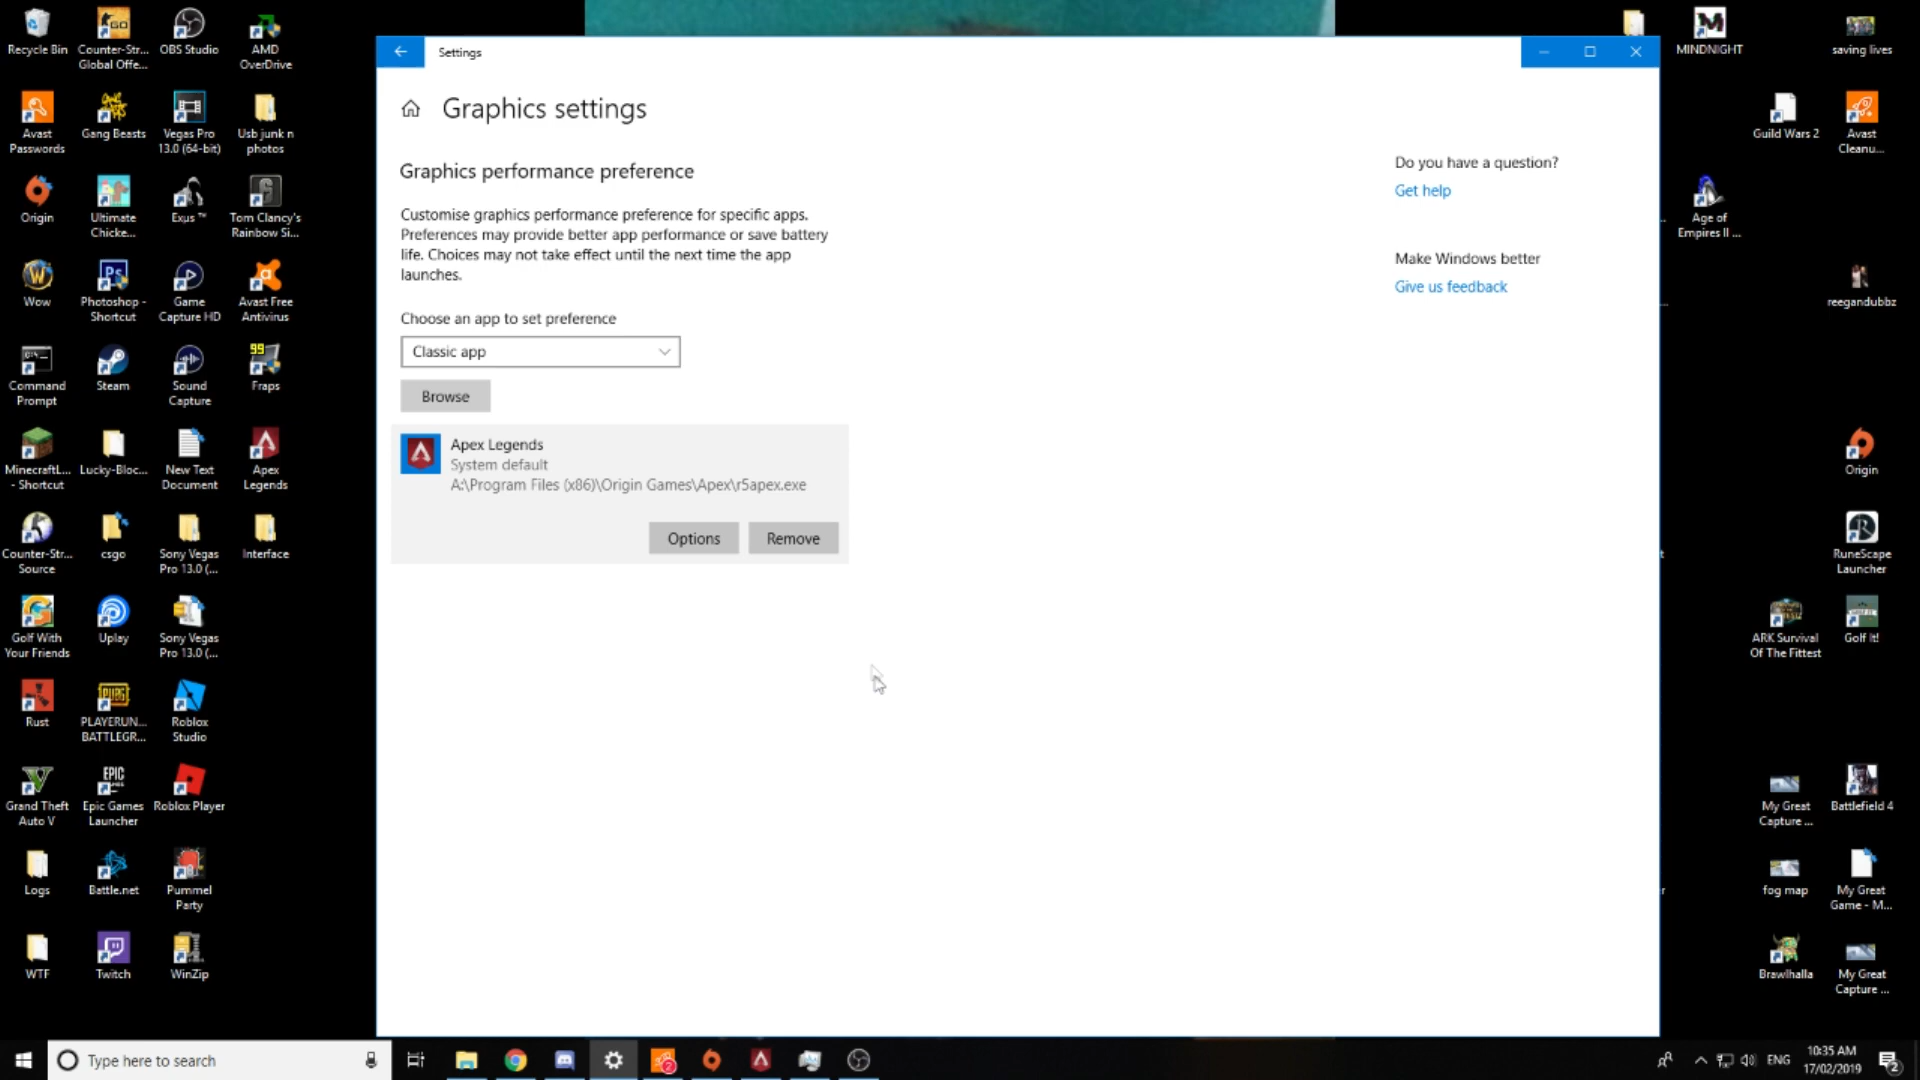 Settings
Graphics settings
Graphics performance preference
Customise graphics performance preference for specific apps.
Preferences may provide better app performance or save battery
life. Choices may not take effect until the next time the app
launches.
Choose an app to set preference
Classic app
Browse
Apex Legends
System default
A:\Program Files (x86)\Origin Games\Apex\r5apex.exe
Options
Remove
Do you have a question?
Get help
Make Windows better
Give us feedback
Recycle Bin
Counter-Str...
Global Offe...
OBS Studio
AMD
OverDrive
Avast
Passwords
Gang Beasts
Vegas Pro
13.0 (64-bit)
Usb junk n
photos
Origin
Ultimate
Chicke...
Exus ™
Tom Clancy's
Rainbow Si...
Wow
Photoshop -
Shortcut
Game
Capture HD
Avast Free
Antivirus
Command
Prompt
Steam
Sound
Capture
99
Fraps
MinecraftL...
- Shortcut
Lucky-Bloc...
New Text
Document
Apex
Legends
Counter-Str...
Source
csgo
Sony Vegas
Pro 13.0 (...
Interface
Golf With
Your Friends
Uplay
Sony Vegas
Pro 13.0 (...
Rust
PLAYERUN...
BATTLEGR...
Roblox
Studio
Grand Theft
Auto V
EPIC
GAMES
Epic Games
Launcher
Roblox Player
Logs
Battle.net
Pummel
Party
WTF
Twitch
WinZip
MINDNIGHT
saving lives
Guild Wars 2
Avast
Cleanu...
Age of
Empires II ...
reegandubbz
Origin
RuneScape
Launcher
ARK Survival
Of The Fittest
Golf It!
My Great
Capture ...
Battlefield 4
fog map
My Great
Game - M...
Brawlhalla
My Great
Capture ...
Type here to search
2
ENG
10:35 AM
17/02/2019
2